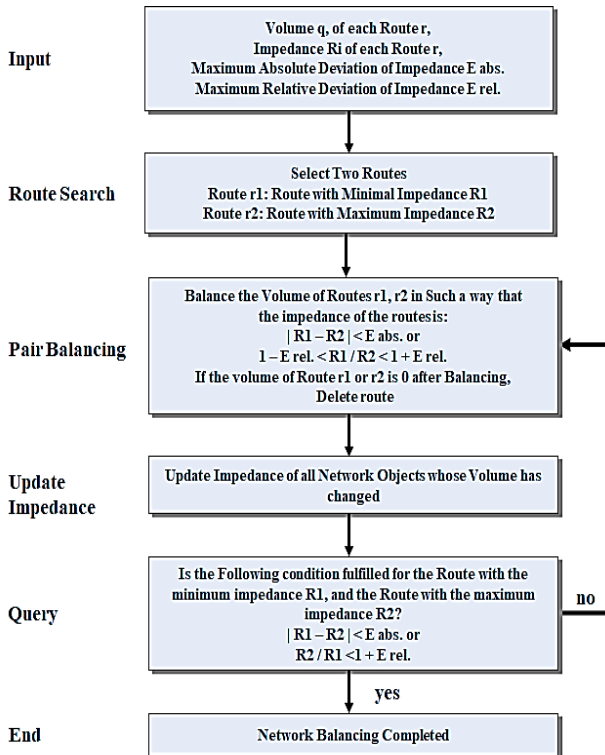 Input
Volume q, of each Route r,
Impedance Ri of each Route r,
Maximum Absolute Deviation of Impedance E abs.
Maximum Relative Deviation of Impedance E rel.
Route Search
Select Two Routes
Route r1: Route with Minimal Impedance R1
Route r2: Route with Maximum Impedance R2
Pair Balancing
Balance the Volume of Routes r1, r2 in Such a way that
the impedance of the routesis:
| R1 – R2 | < E abs. or
1 – E rel. < R1 / R2 < 1 + E rel.
If the volume of Route r1 or r2 is 0 after Balancing,
Delete route
Update
Impedance
Update Impedance of all Network Objects whose Volume has
changed
Query
Is the Following condition fulfilled for the Route with the
minimum impedance R1, and the Route with the maximum
impedance R2?
| R1 – R2 | < E abs. or
R2 / R1 <1 + E rel.
no
yes
End
Network Balancing Completed